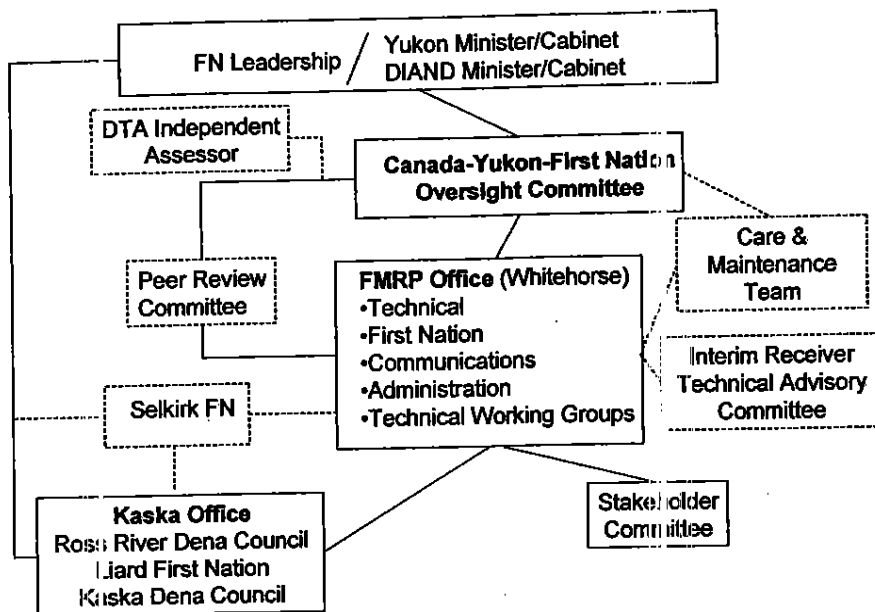 FN Leadership / Yukon Minister/Cabinet
DIAND Minister/Cabinet
DTA Independent
Assessor
Canada-Yukon-First Nation
Oversight Committee
Peer Review
Committee
FMRP Office (Whitehorse)
•Technical
•First Nation
•Communications
•Administration
•Technical Working Groups
Care &
Maintenance
Team
Interim Receiver
Technical Advisory
Committee
Selkirk FN
Kaska Office
Ross River Dena Council
Liard First Nation
Kaska Dena Council
Stakeholder
Committee